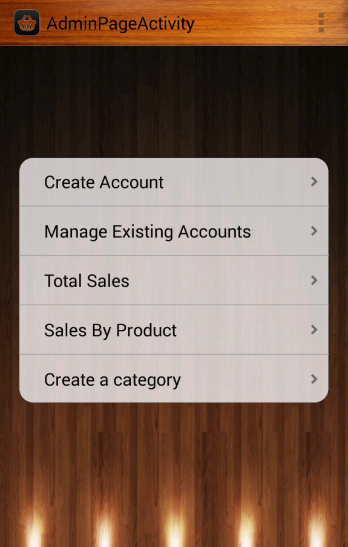 AdminPageActivity
Create Account
Manage Existing Accounts
Total Sales
Sales By Product
Create a category